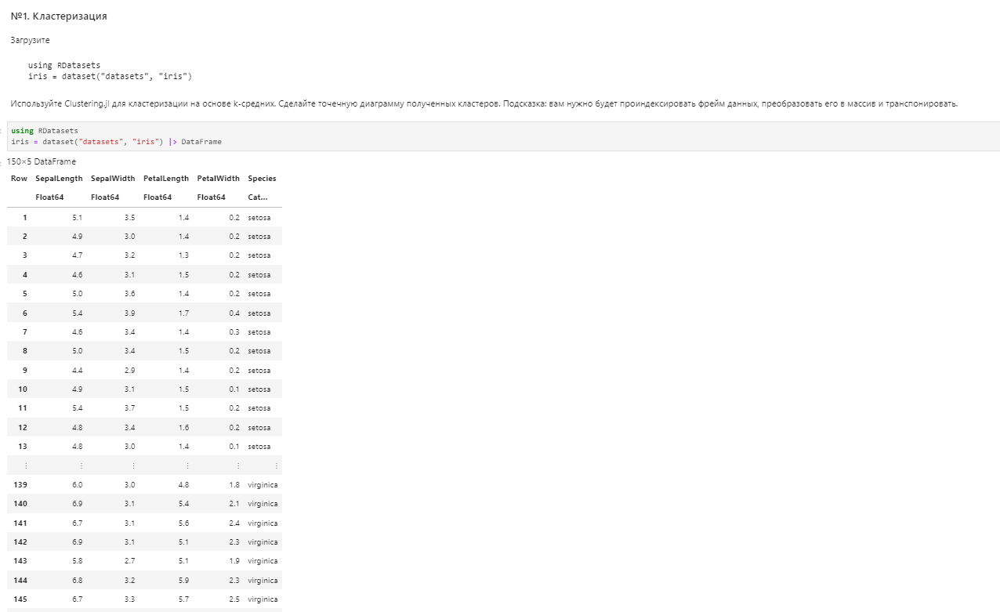 №1. Кластеризация
Загрузите
using RDatasets
iris = dataset("datasets", "iris")
Используйте Clustering.jl для кластеризации на основе k-средних. Сделайте точечную диаграмму полученных кластеров. Подсказка: вам нужно будет проиндексировать фрейм данных, преобразовать его в массив и транспонировать.
using RDatasets
iris = dataset("datasets", "iris") |> DataFrame
150×5 DataFrame
Row SepalLength SepalWidth PetalLength PetalWidth Species
Float64 Float64 Float64 Float64 Cat…
1 5.1 3.5 1.4 0.2 setosa
2 4.9 3.0 1.4 0.2 setosa
3 4.7 3.2 1.3 0.2 setosa
4 4.6 3.1 1.5 0.2 setosa
5 5.0 3.6 1.4 0.2 setosa
6 5.4 3.9 1.7 0.4 setosa
7 4.6 3.4 1.4 0.3 setosa
8 5.0 3.4 1.5 0.2 setosa
9 4.4 2.9 1.4 0.2 setosa
10 4.9 3.1 1.5 0.1 setosa
11 5.4 3.7 1.5 0.2 setosa
12 4.8 3.4 1.6 0.2 setosa
13 4.8 3.0 1.4 0.1 setosa
⋮ ⋮ ⋮ ⋮ ⋮ ⋮
139 6.0 3.0 4.8 1.8 virginica
140 6.9 3.1 5.4 2.1 virginica
141 6.7 3.1 5.6 2.4 virginica
142 6.9 3.1 5.1 2.3 virginica
143 5.8 2.7 5.1 1.9 virginica
144 6.8 3.2 5.9 2.3 virginica
145 6.7 3.3 5.7 2.5 virginica